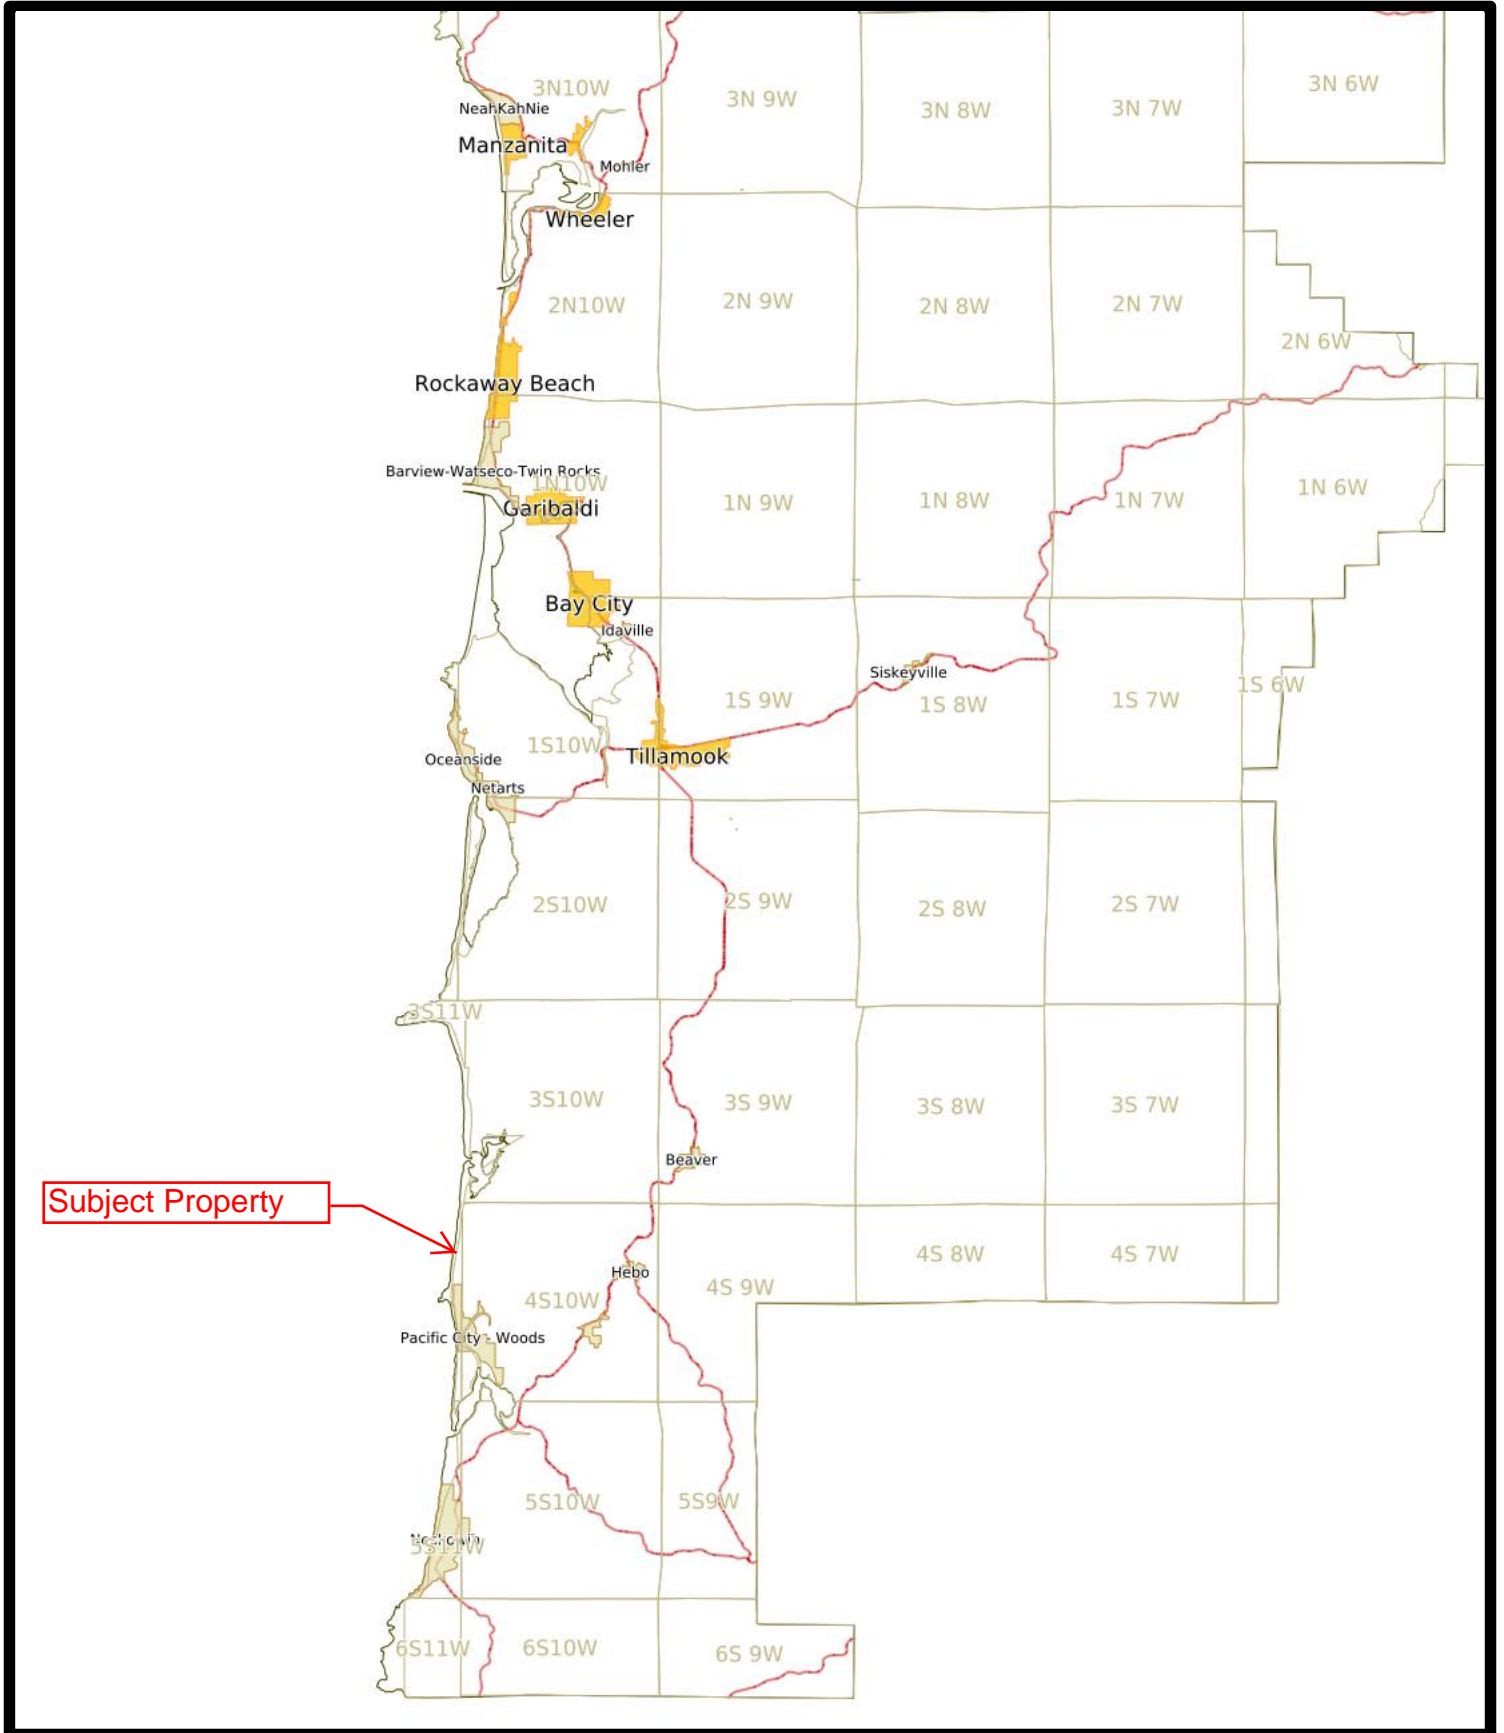 3N10W
3N 9W
3N 8W
3N 7W
3N 6W
NeahKahNie
Manzanita
Mohler
Wheeler
2N10W
2N 9W
2N 8W
2N 7W
2N 6W
Rockaway Beach
Barview-Watseco-Twin Rocks
1N10W
1N 9W
1N 8W
1N 7W
1N 6W
Garibaldi
Bay City
Idaville
Siskeyville
1S 9W
1S 8W
1S 7W
1S 6W
1S10W
Tillamook
Oceanside
Netarts
2S10W
2S 9W
2S 8W
2S 7W
3S11W
3S10W
3S 9W
3S 8W
3S 7W
Beaver
Subject Property
4S 8W
4S 7W
Hebo
4S10W
4S 9W
Pacific City - Woods
5S10W
5S9W
Neskowin
5S11W
6S11W
6S10W
6S 9W